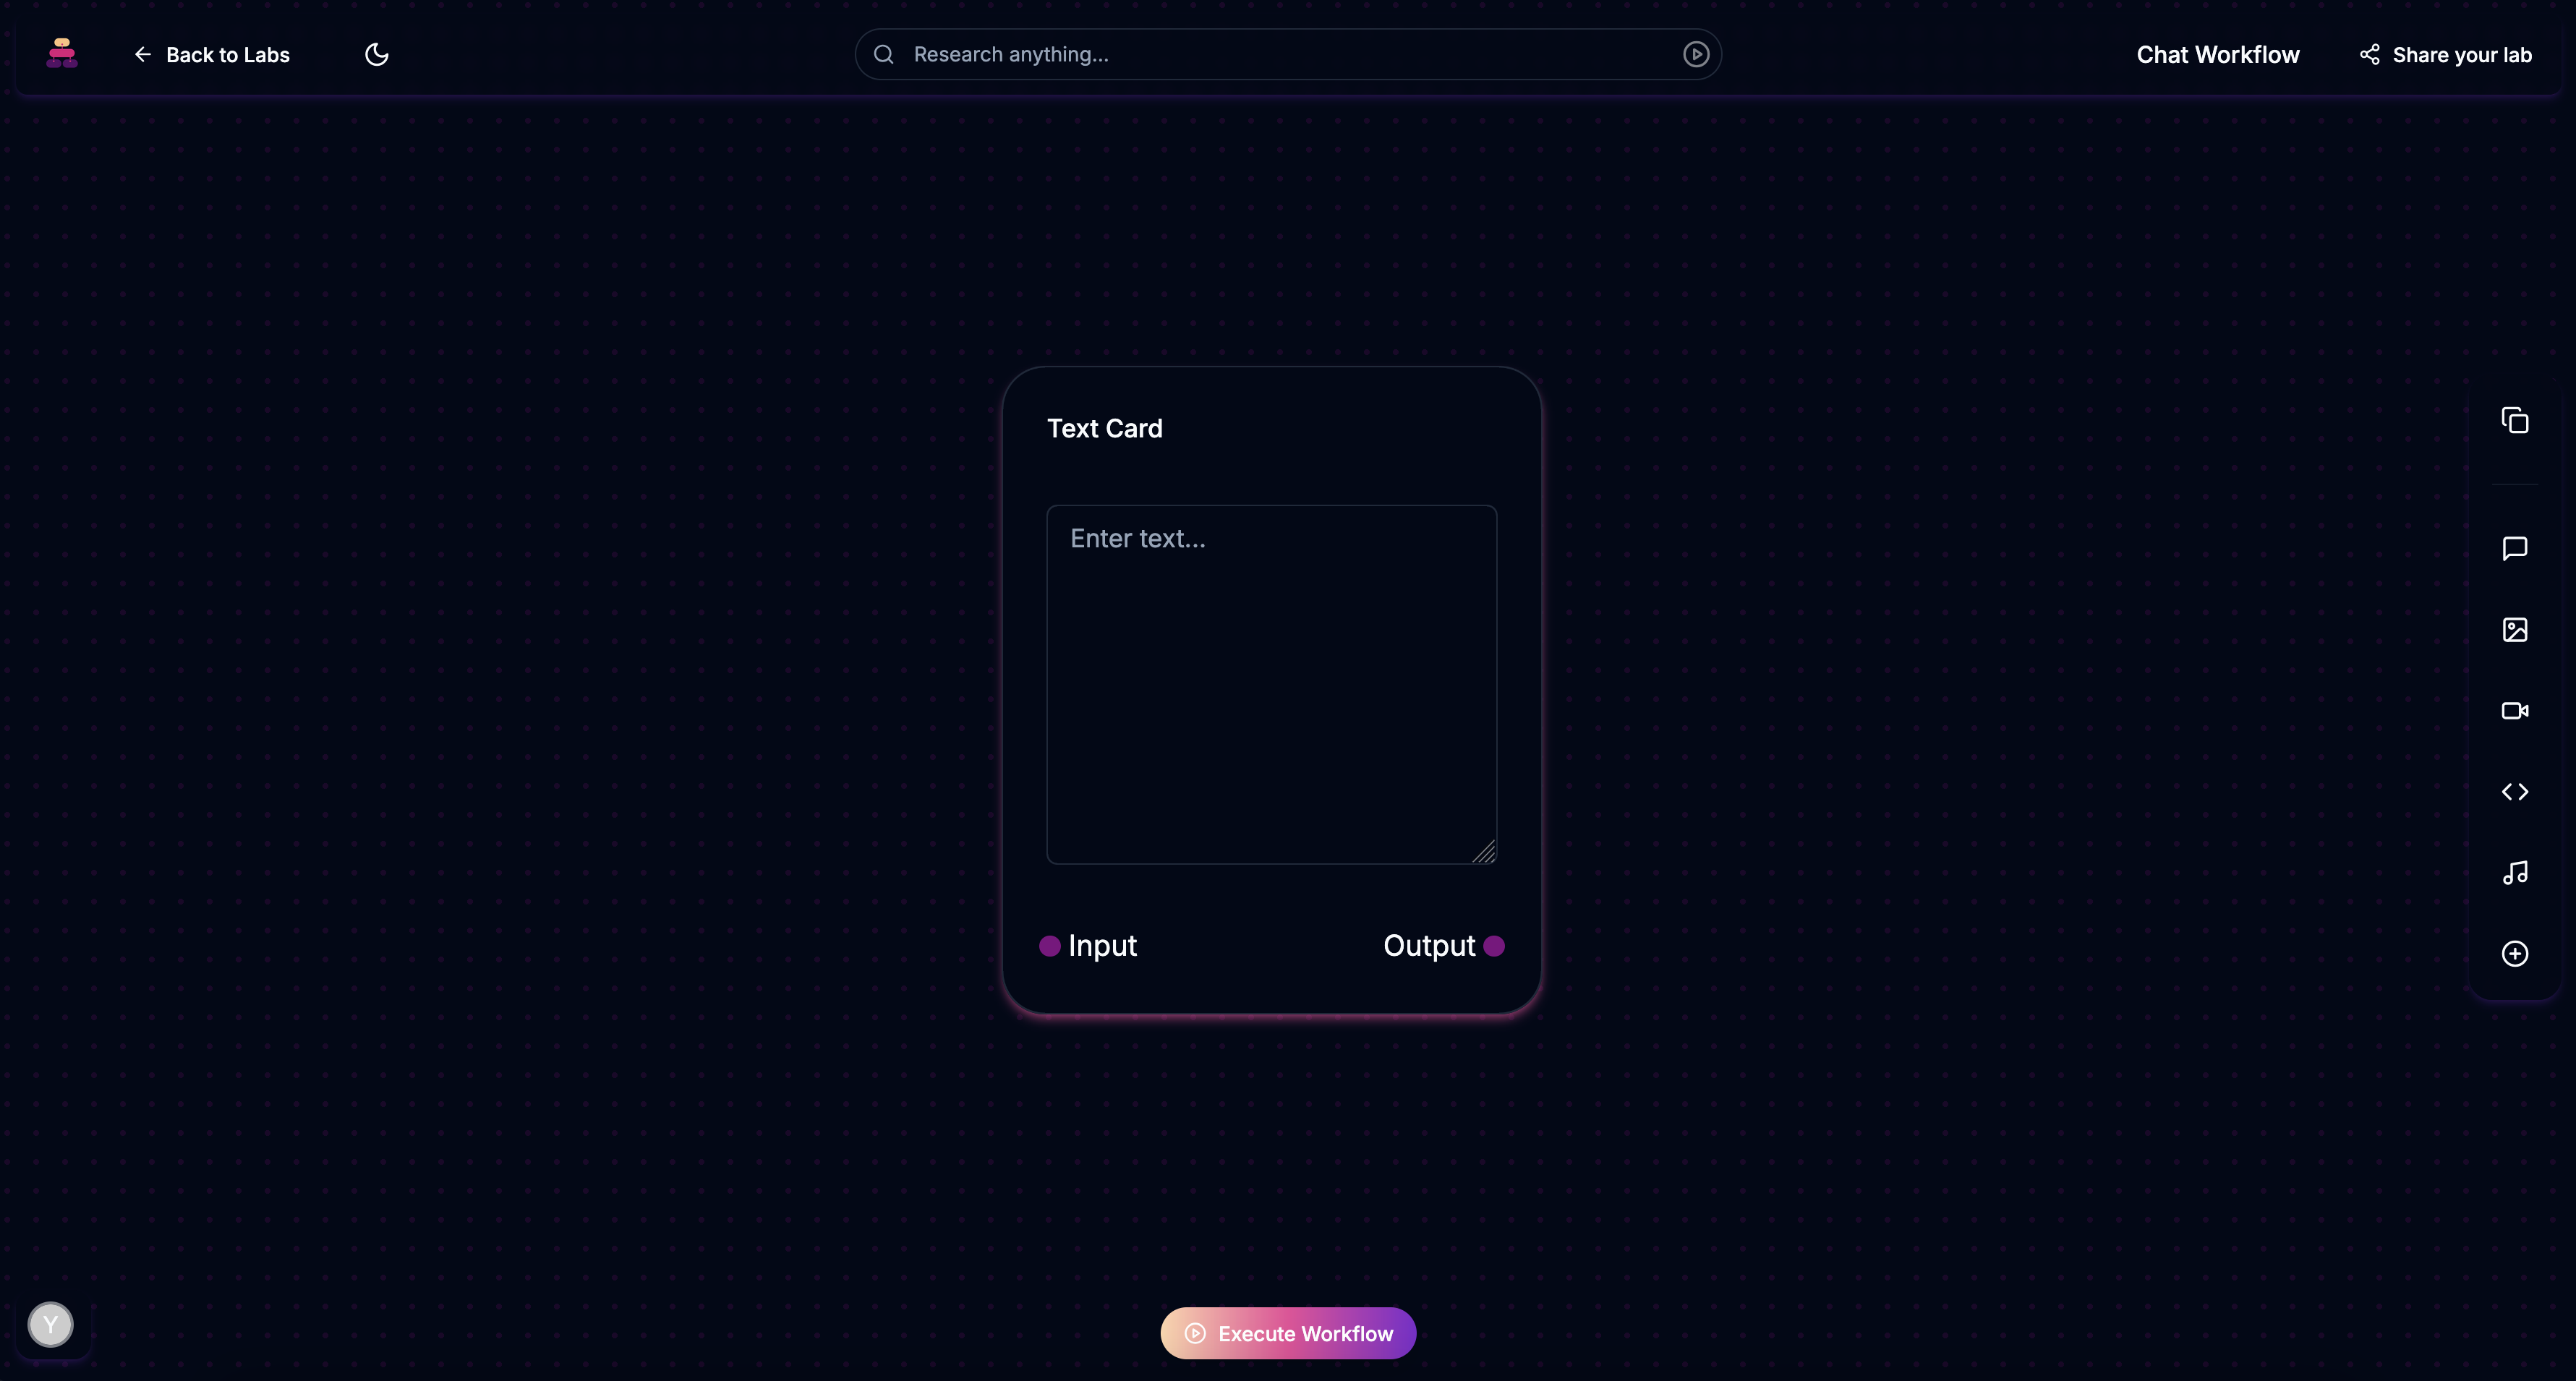 Back to Labs
Research anything...
Chat Workflow
Share your lab
Text Card
Enter text...
Input
Output
Y
Execute Workflow